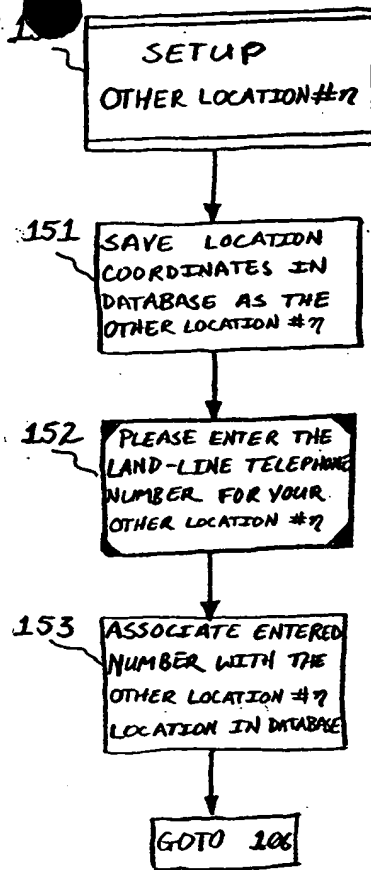 SETUP
OTHER LOCATION #n
151
SAVE LOCATION
COORDINATES IN
DATABASE AS THE
OTHER LOCATION #n
152
PLEASE ENTER THE
LAND-LINE TELEPHONE
NUMBER FOR YOUR
OTHER LOCATION #n
153
ASSOCIATE ENTERED
NUMBER WITH THE
OTHER LOCATION #n
LOCATION IN DATABASE
GOTO 106